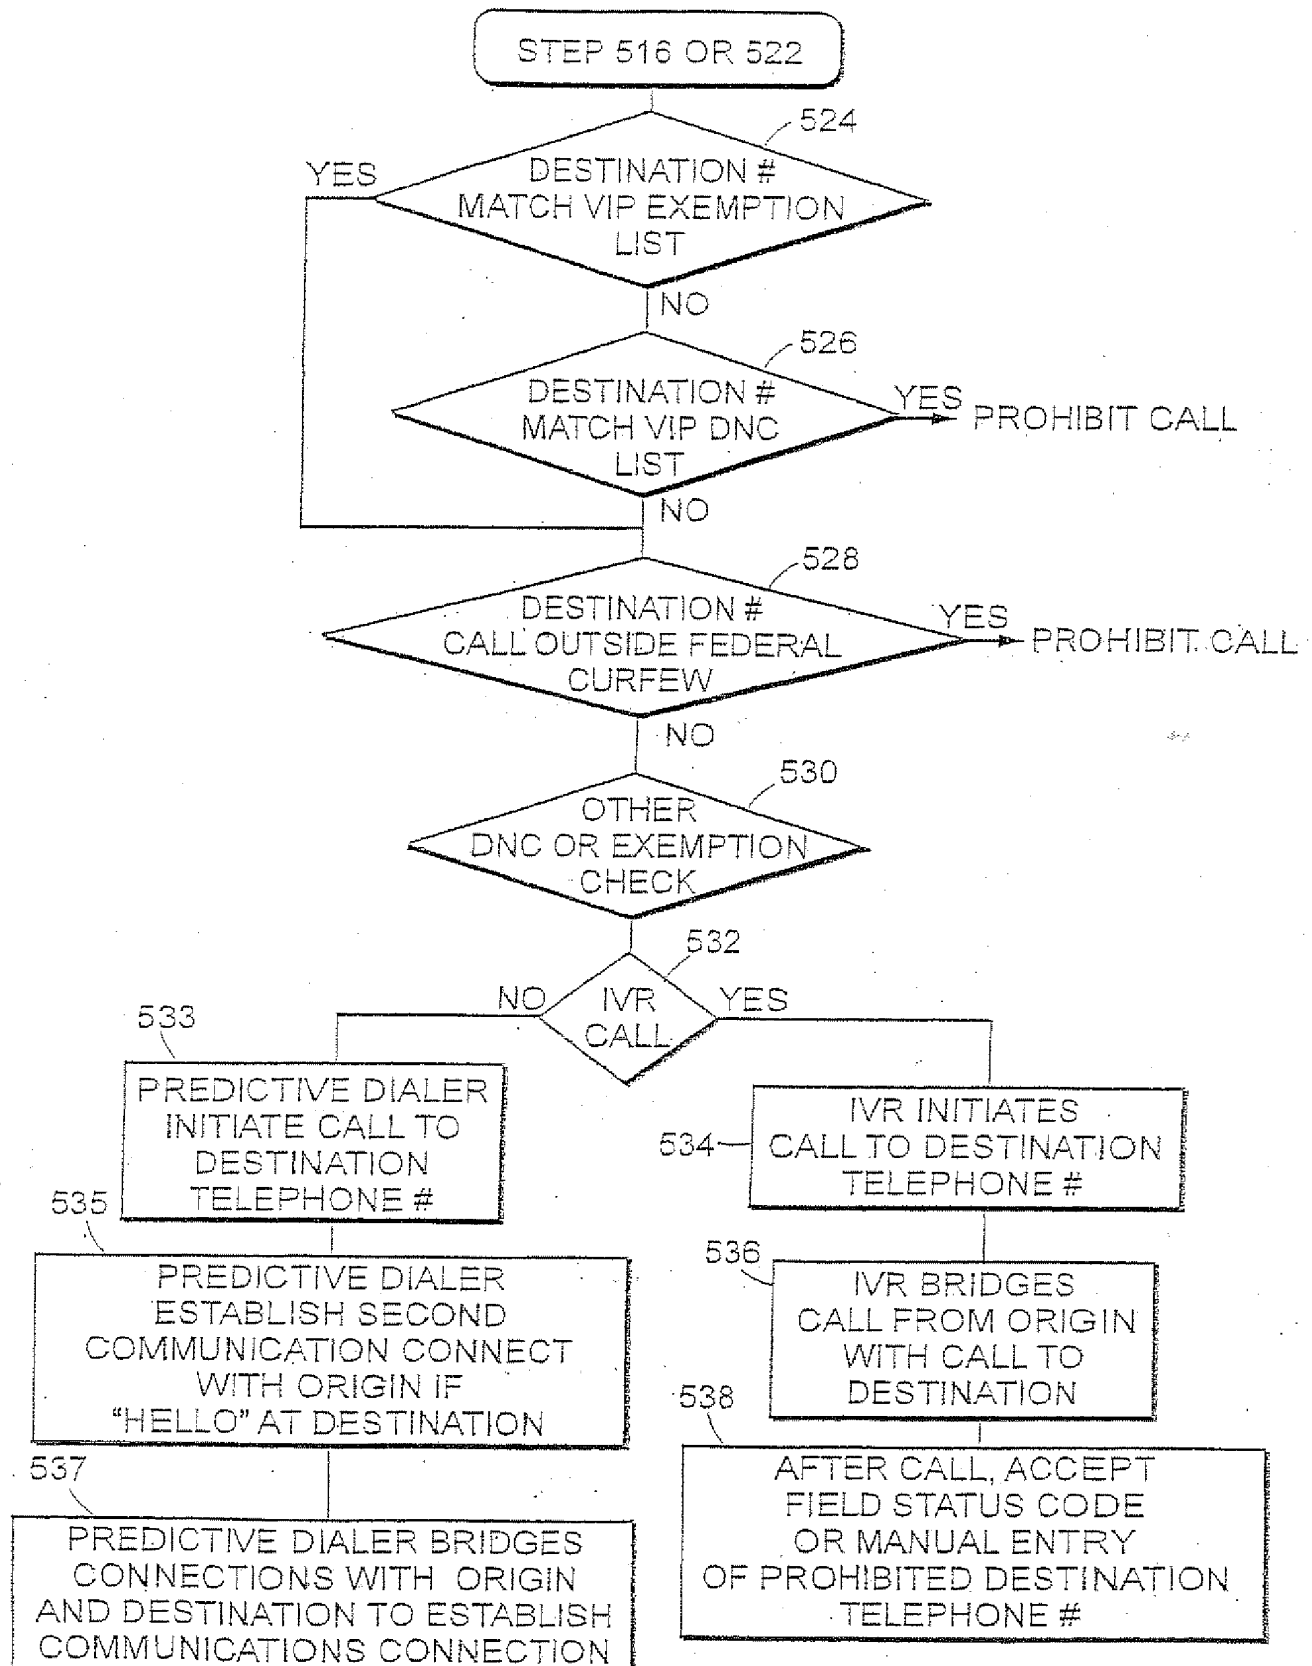 STEP 516 OR 522
524
YES
DESTINATION #
MATCH VIP EXEMPTION
LIST
NO
526
DESTINATION #
MATCH VIP DNC
LIST
YES
PROHIBIT CALL
NO
528
DESTINATION #
CALL OUTSIDE FEDERAL
CURFEW
YES
PROHIBIT CALL
NO
530
OTHER
DNC OR EXEMPTION
CHECK
532
NO
IVR
CALL
YES
533
PREDICTIVE DIALER
INITIATE CALL TO
DESTINATION
TELEPHONE #
534
IVR INITIATES
CALL TO DESTINATION
TELEPHONE #
535
PREDICTIVE DIALER
ESTABLISH SECOND
COMMUNICATION CONNECT
WITH ORIGIN IF
“HELLO” AT DESTINATION
536
IVR BRIDGES
CALL FROM ORIGIN
WITH CALL TO
DESTINATION
537
PREDICTIVE DIALER BRIDGES
CONNECTIONS WITH ORIGIN
AND DESTINATION TO ESTABLISH
COMMUNICATIONS CONNECTION
538
AFTER CALL, ACCEPT
FIELD STATUS CODE
OR MANUAL ENTRY
OF PROHIBITED DESTINATION
TELEPHONE #